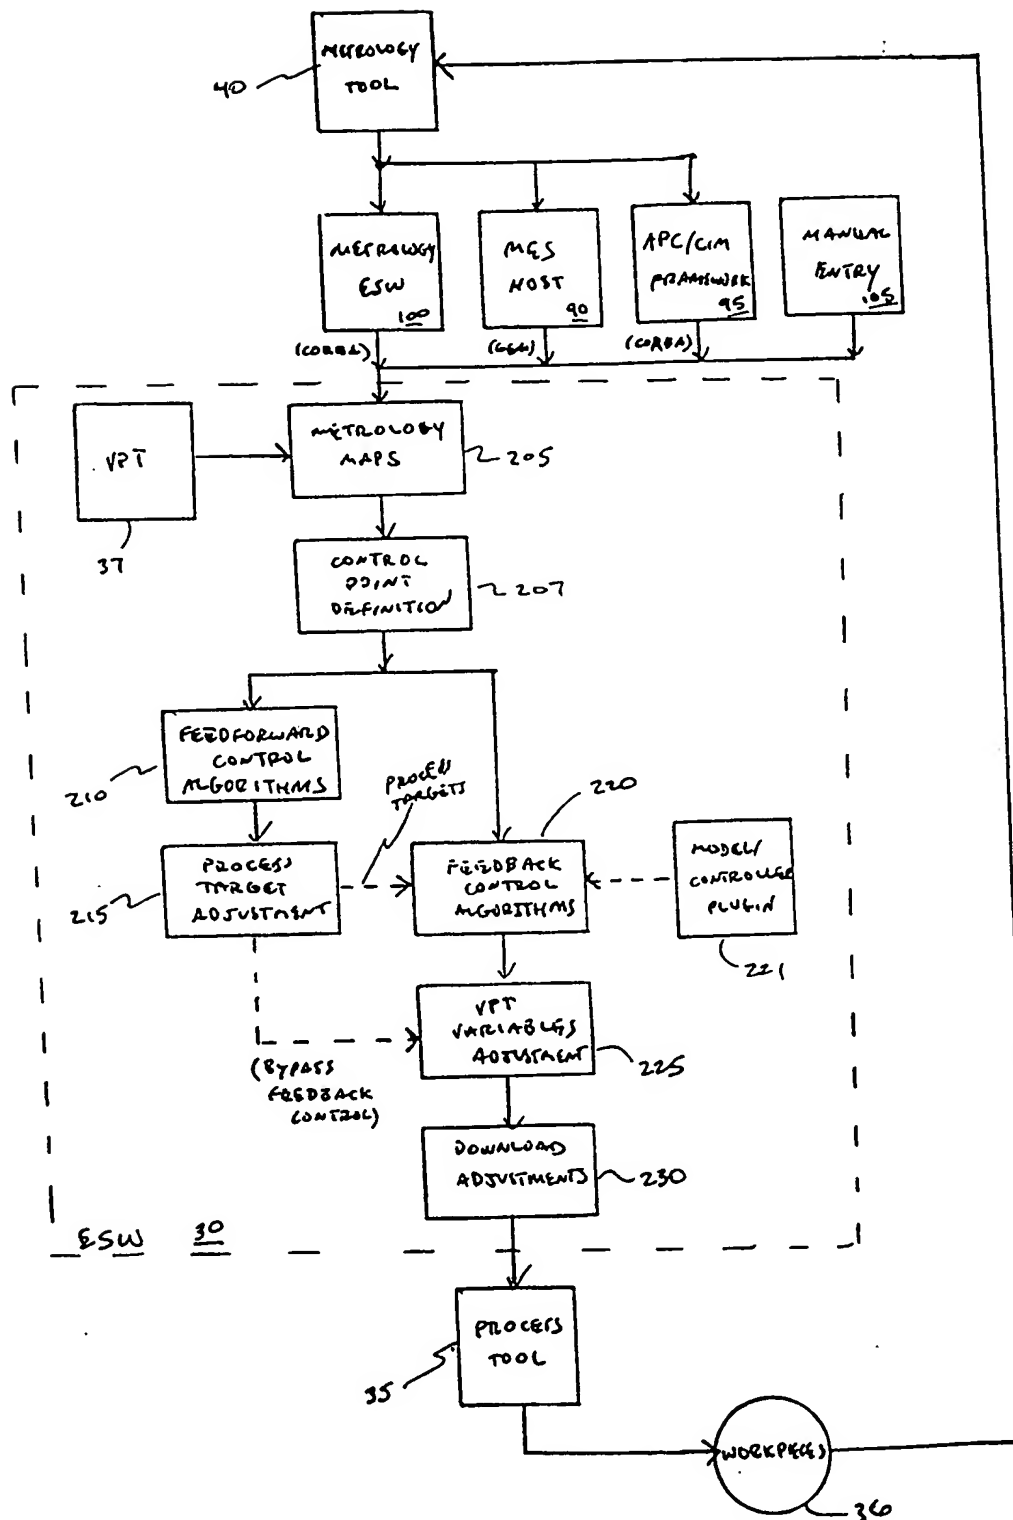 METROLOGY
TOOL
40
METROLOGY
ESW
100
MES
HOST
90
APC/CIM
FRAMEWORK
95
MANUAL
ENTRY
105
(CORBA)
(GEM)
(CORBA)
VPT
37
METROLOGY
MAPS
205
CONTROL
POINT
DEFINITION
207
FEEDFORWARD
CONTROL
ALGORITHMS
210
PROCESS
TARGETS
220
PROCESS
TARGET
ADJUSTMENT
215
FEEDBACK
CONTROL
ALGORITHMS
MODEL/
CONTROLLER
PLUGIN
221
VPT
VARIABLES
ADJUSTMENT
225
(BYPASS
FEEDBACK
CONTROL)
DOWNLOAD
ADJUSTMENTS
230
ESW 30
PROCESS
TOOL
35
WORKPIECES
36